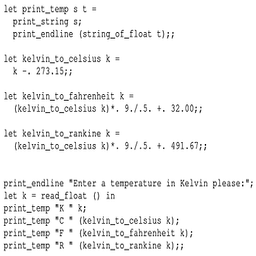 let print_temp s t =
  print_string s;
  print_endline (string_of_float t);;
let kelvin_to_celsius k =
  k -. 273.15;;
let kelvin_to_fahrenheit k =
  (kelvin_to_celsius k)*. 9./.5. +. 32.00;;
let kelvin_to_rankine k =
  (kelvin_to_celsius k)*. 9./.5. +. 491.67;;
print_endline "Enter a temperature in Kelvin please:";
let k = read_float () in
print_temp "K " k;
print_temp "C " (kelvin_to_celsius k);
print_temp "F " (kelvin_to_fahrenheit k);
print_temp "R " (kelvin_to_rankine k);;